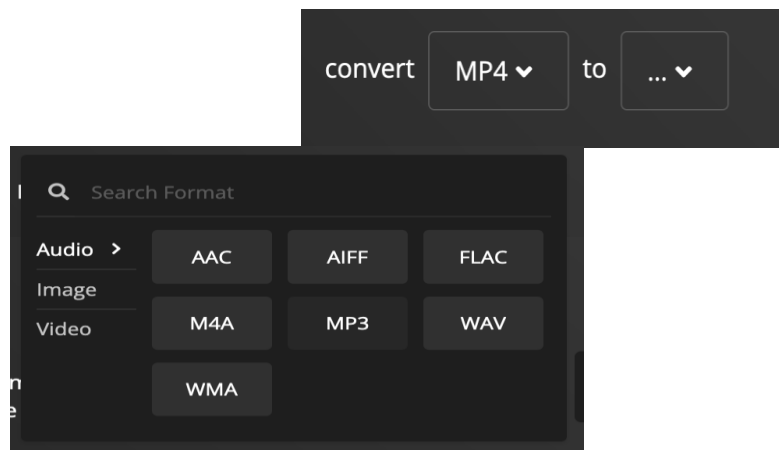 convert MP4 to ...
Search Format
Audio AAC AIFF FLAC
Image
M4A MP3 WAV
Video
WMA